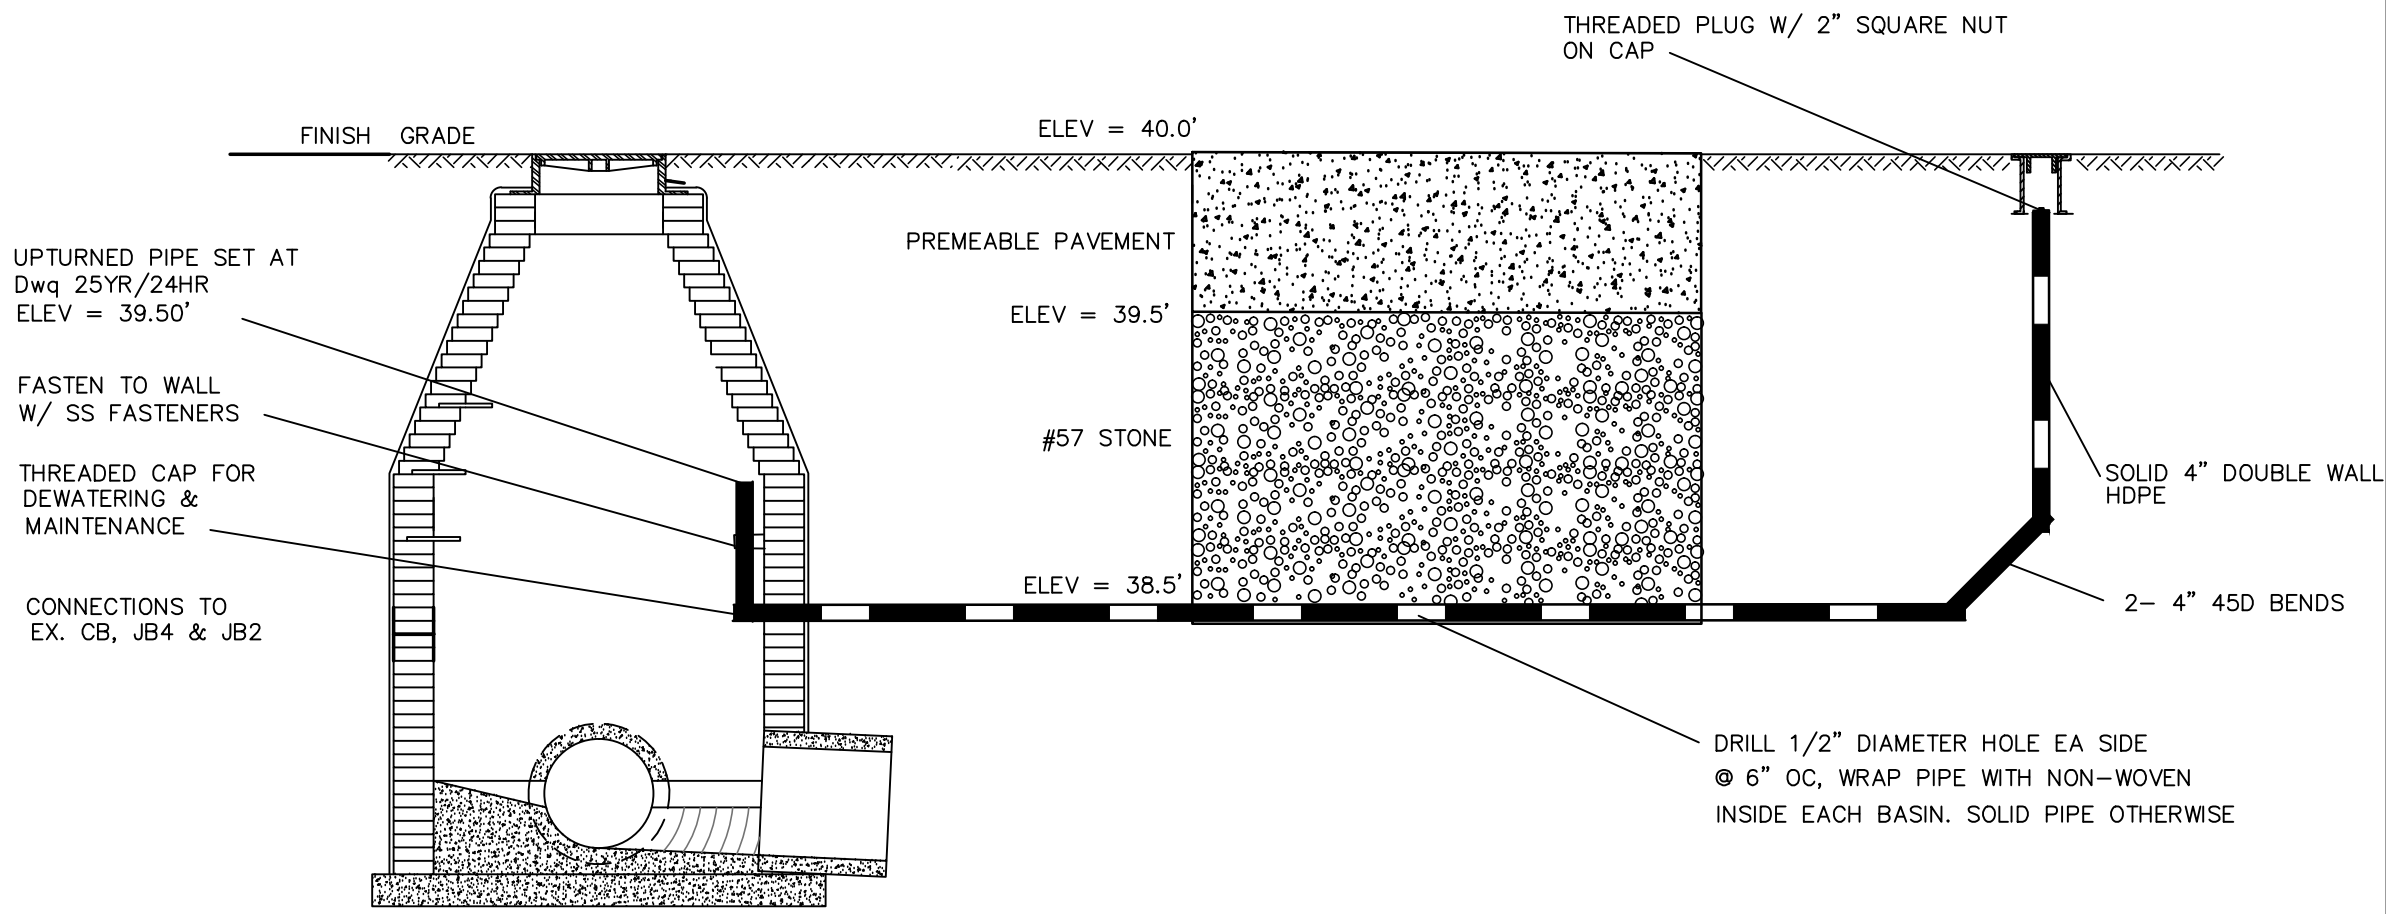 THREADED PLUG W/ 2" SQUARE NUT
ON CAP
FINISH GRADE
ELEV = 40.0'
UPTURNED PIPE SET AT
Dwq 25YR/24HR
ELEV = 39.50'
PREMEABLE PAVEMENT
ELEV = 39.5'
FASTEN TO WALL
W/ SS FASTENERS
#57 STONE
THREADED CAP FOR
DEWATERING &
MAINTENANCE
SOLID 4" DOUBLE WALL
HDPE
ELEV = 38.5'
CONNECTIONS TO
EX. CB, JB4 & JB2
2- 4" 45D BENDS
DRILL 1/2" DIAMETER HOLE EA SIDE
@ 6" OC, WRAP PIPE WITH NON-WOVEN
INSIDE EACH BASIN. SOLID PIPE OTHERWISE